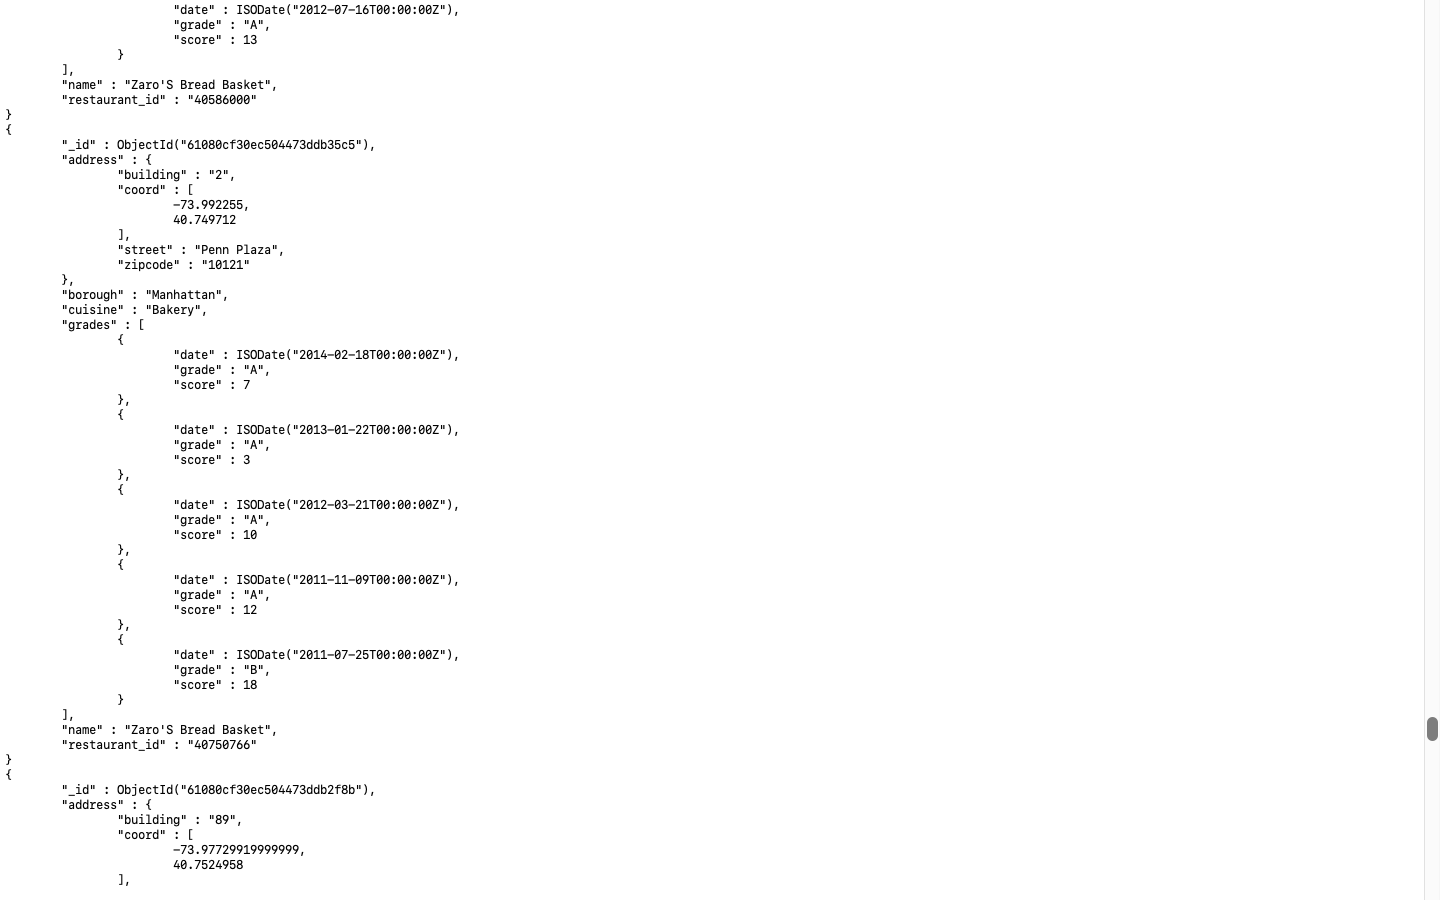 "date" : ISODate("2012-07-16T00:00:00Z"),
"grade" : "A",
"score" : 13
}
],
"name" : "Zaro'S Bread Basket",
"restaurant_id" : "40586000"
}
{
"_id" : ObjectId("61080cf30ec504473ddb35c5"),
"address" : {
"building" : "2",
"coord" : [
-73.992255,
40.749712
],
"street" : "Penn Plaza",
"zipcode" : "10121"
},
"borough" : "Manhattan",
"cuisine" : "Bakery",
"grades" : [
{
"date" : ISODate("2014-02-18T00:00:00Z"),
"grade" : "A",
"score" : 7
},
{
"date" : ISODate("2013-01-22T00:00:00Z"),
"grade" : "A",
"score" : 3
},
{
"date" : ISODate("2012-03-21T00:00:00Z"),
"grade" : "A",
"score" : 10
},
{
"date" : ISODate("2011-11-09T00:00:00Z"),
"grade" : "A",
"score" : 12
},
{
"date" : ISODate("2011-07-25T00:00:00Z"),
"grade" : "B",
"score" : 18
}
],
"name" : "Zaro'S Bread Basket",
"restaurant_id" : "40750766"
}
{
"_id" : ObjectId("61080cf30ec504473ddb2f8b"),
"address" : {
"building" : "89",
"coord" : [
-73.97729919999999,
40.7524958
],